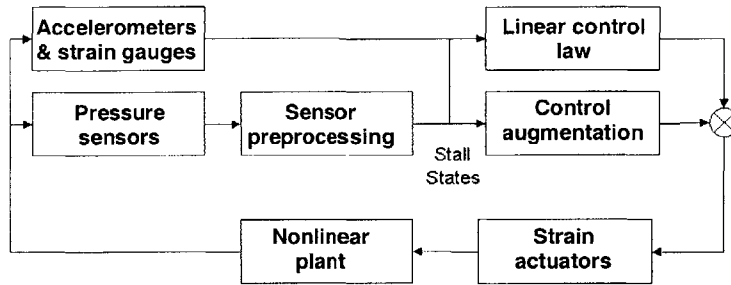 Accelerometers
& strain gauges
Linear control
law
Pressure
sensors
Sensor
preprocessing
Control
augmentation
Stall
States
Nonlinear
plant
Strain
actuators